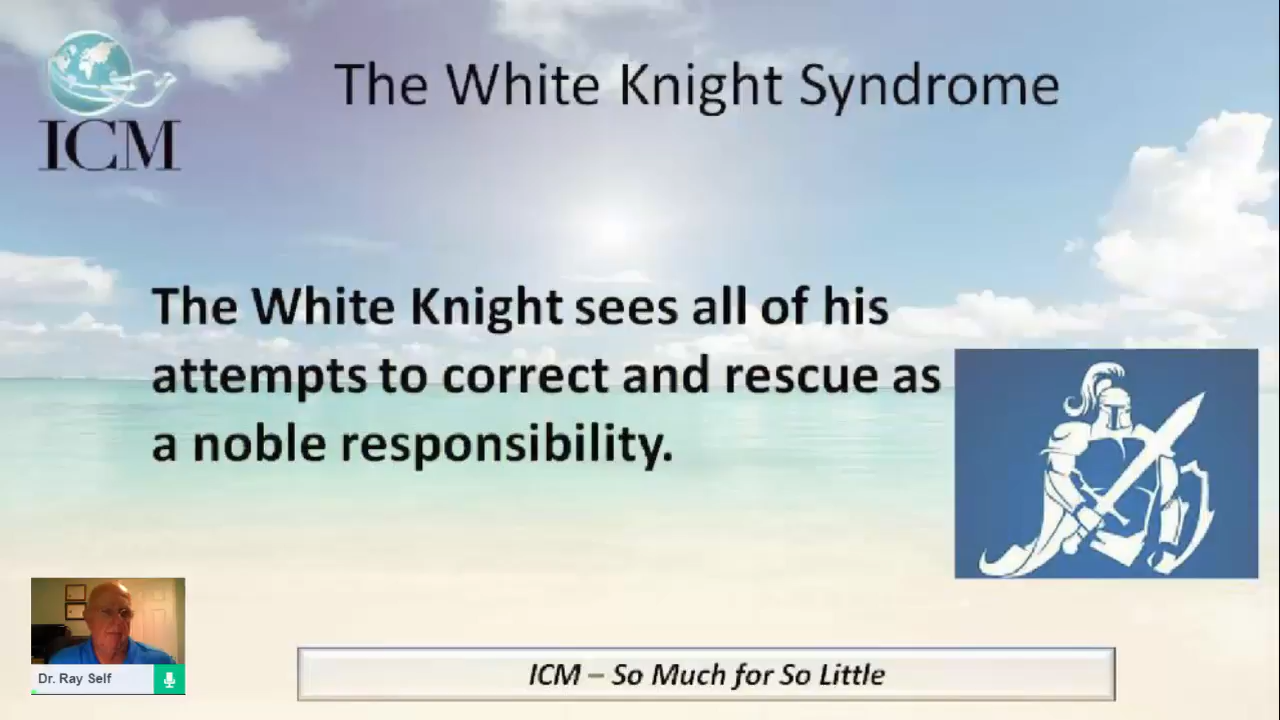 ICM
The White Knight Syndrome
The White Knight sees all of his
attempts to correct and rescue as
a noble responsibility.
Dr. Ray Self
ICM – So Much for So Little